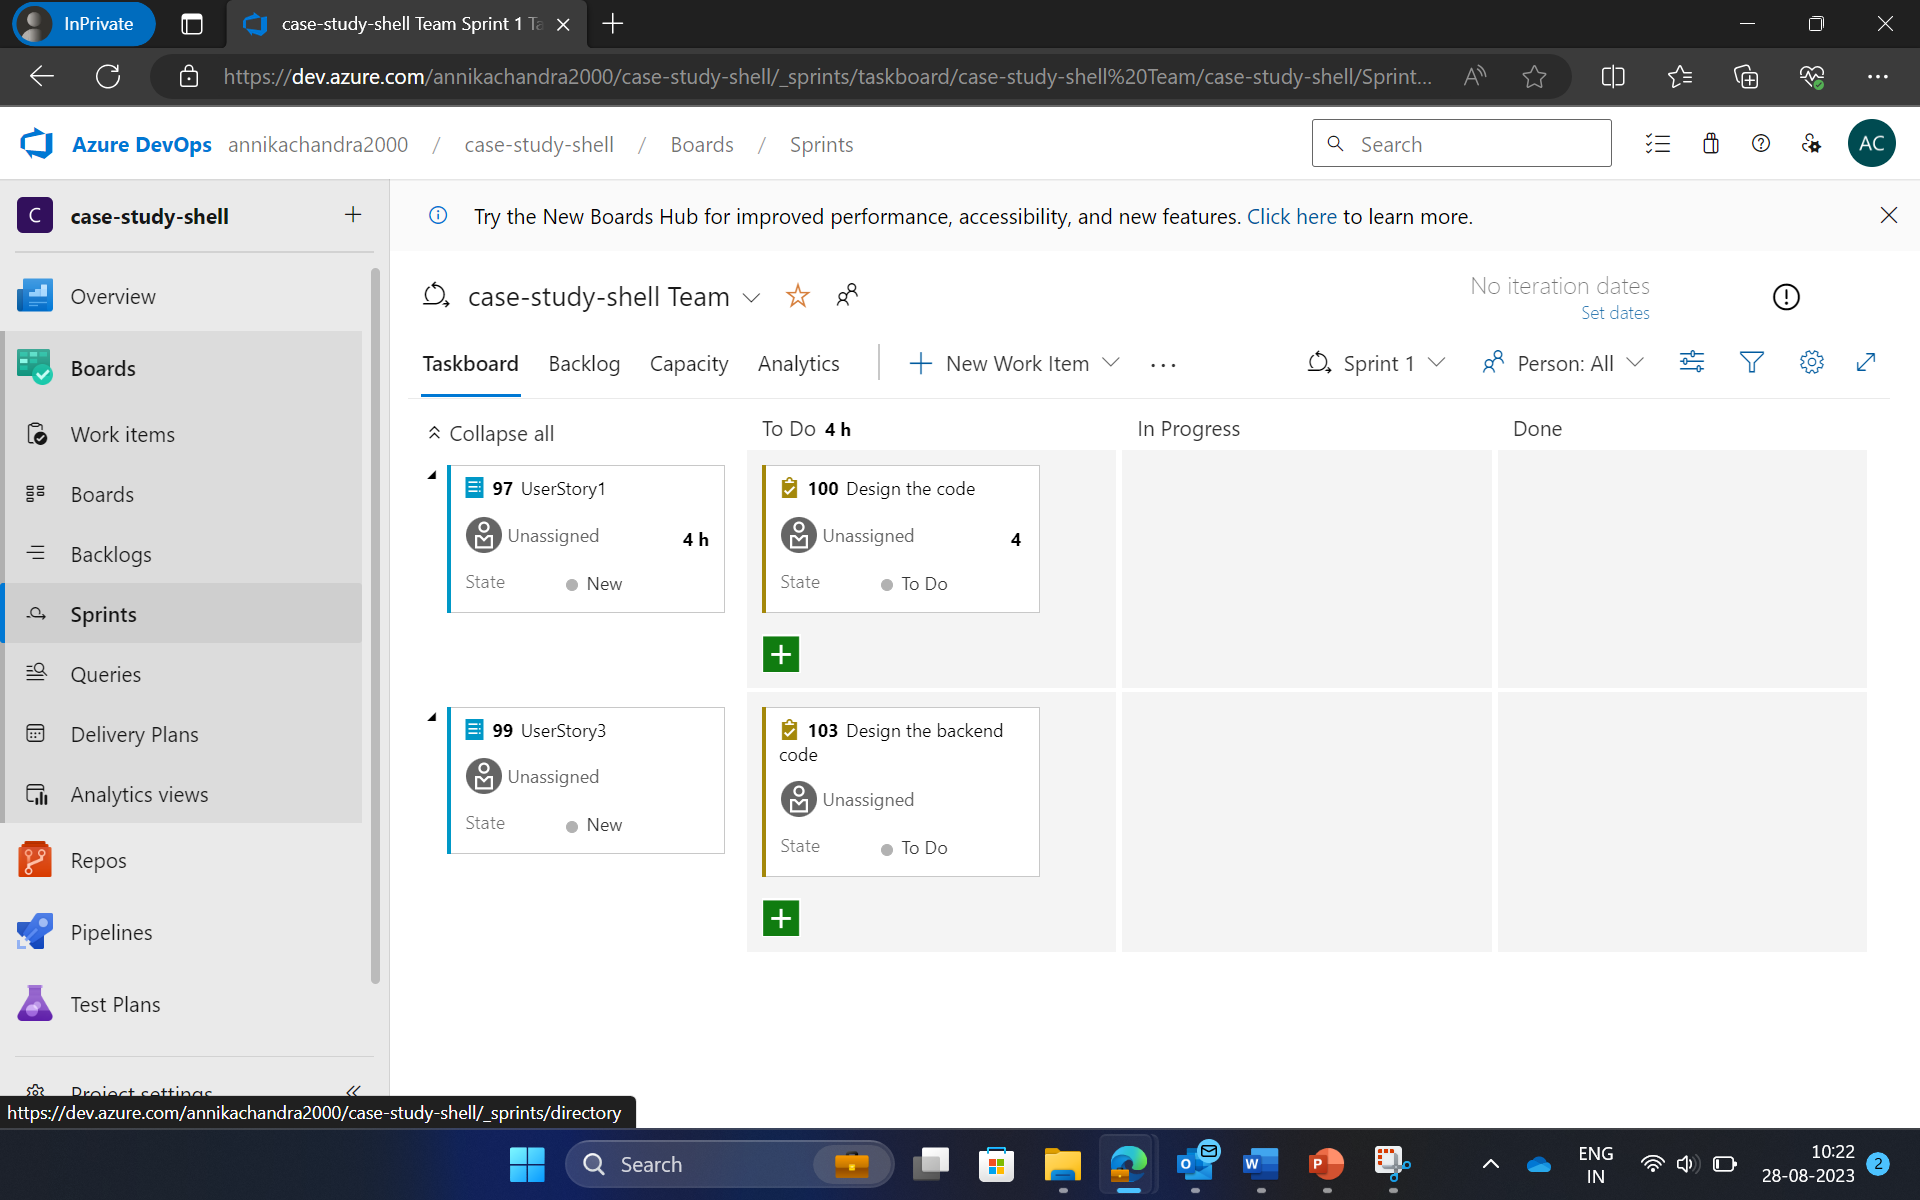 InPrivate
case-study-shell Team Sprint 1 Ta
https://dev.azure.com/annikachandra2000/case-study-shell/_sprints/taskboard/case-study-shell%20Team/case-study-shell/Sprint...
Azure DevOps annikachandra2000 / case-study-shell / Boards / Sprints
Search
AC
C case-study-shell
Try the New Boards Hub for improved performance, accessibility, and new features. Click here to learn more.
Overview
Boards
Work items
Boards
Backlogs
Sprints
Queries
Delivery Plans
Analytics views
Repos
Pipelines
Test Plans
Project settings
case-study-shell Team
No iteration dates
Set dates
Taskboard Backlog Capacity Analytics New Work Item ... Sprint 1 Person: All
Collapse all
To Do 4 h
In Progress
Done
97 UserStory1
Unassigned 4 h
State New
100 Design the code
Unassigned 4
State To Do
99 UserStory3
Unassigned
State New
103 Design the backend
code
Unassigned
State To Do
https://dev.azure.com/annikachandra2000/case-study-shell/_sprints/directory
Search
ENG
IN
10:22
28-08-2023
2